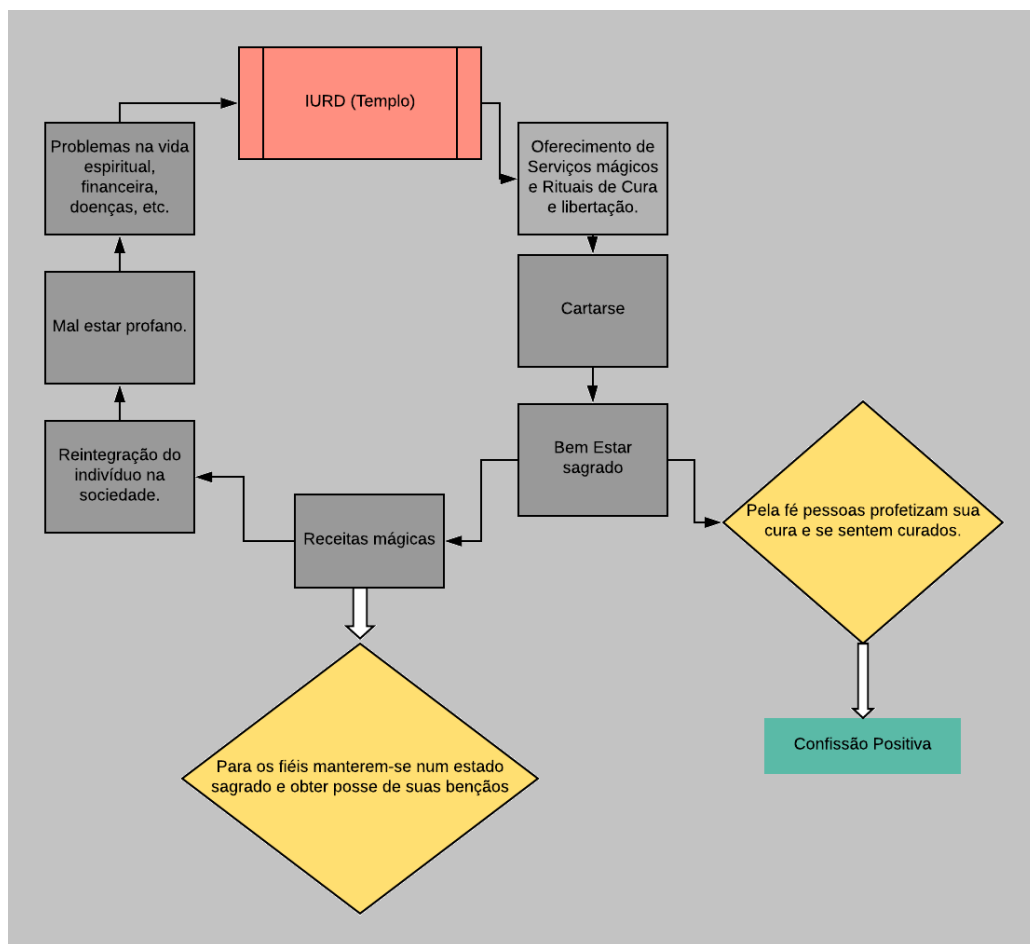 IURD (Templo)
Problemas na vida
espiritual,
financeira,
doenças, etc.
Oferecimento de
Serviços mágicos
e Rituais de Cura
e libertação.
Mal estar profano.
Cartarse
Reintegração do
indivíduo na
sociedade.
Bem Estar
sagrado
Receitas mágicas
Pela fé pessoas profetizam sua
cura e se sentem curados.
Confissão Positiva
Para os fiéis manterem-se num estado
sagrado e obter posse de suas bençãos